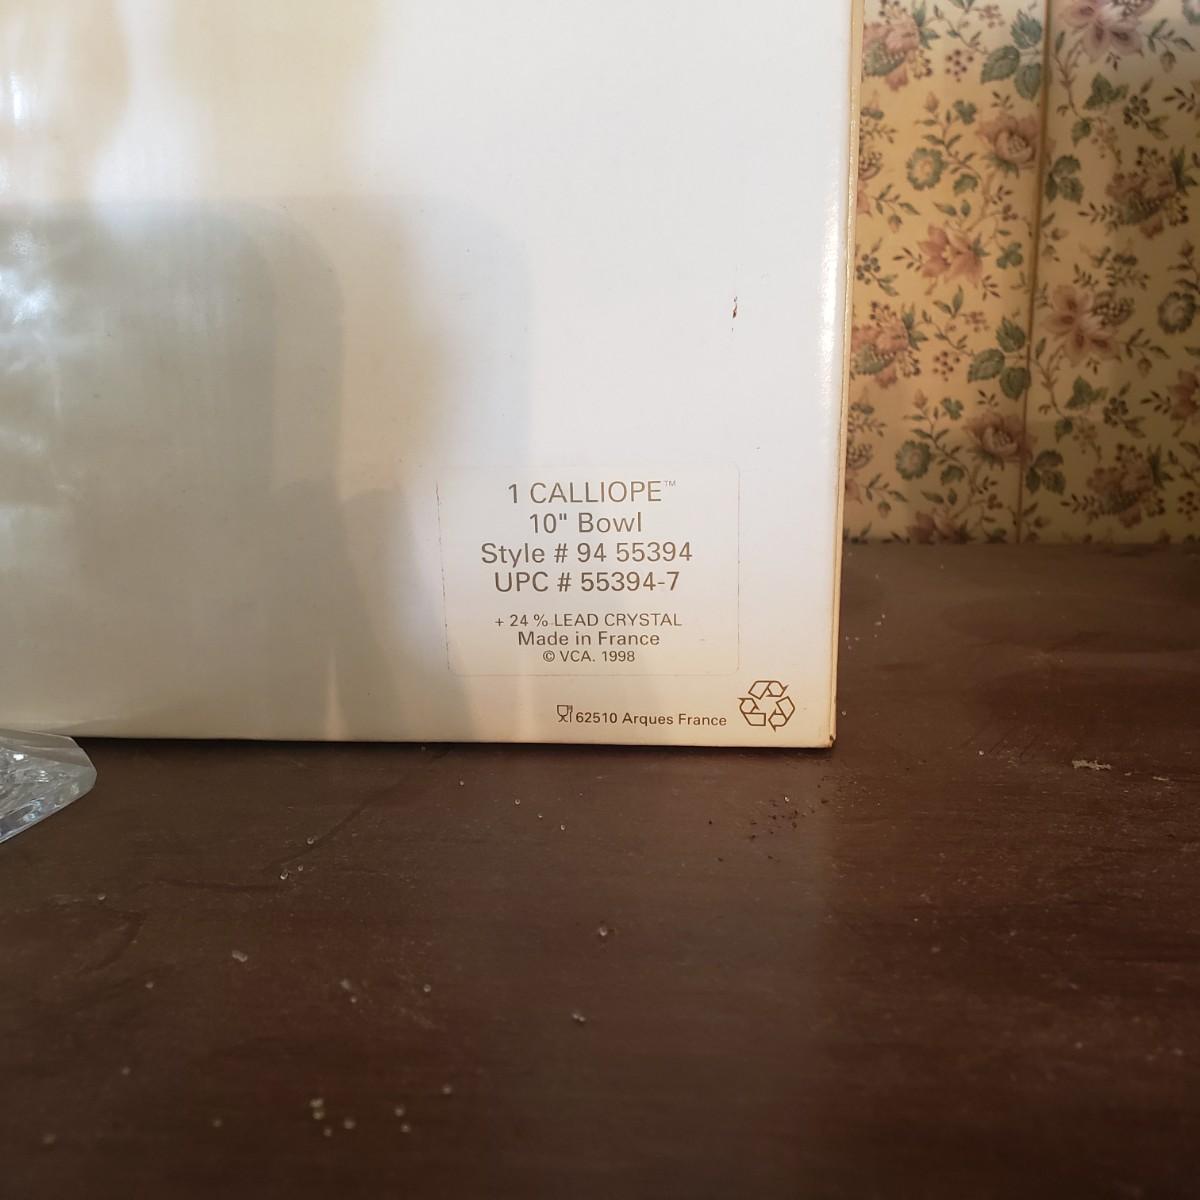 1 CALLIOPE™
10" Bowl
Style # 94 55394
UPC # 55394-7
+ 24 % LEAD CRYSTAL
Made in France
© VCA. 1998
62510 Arques France